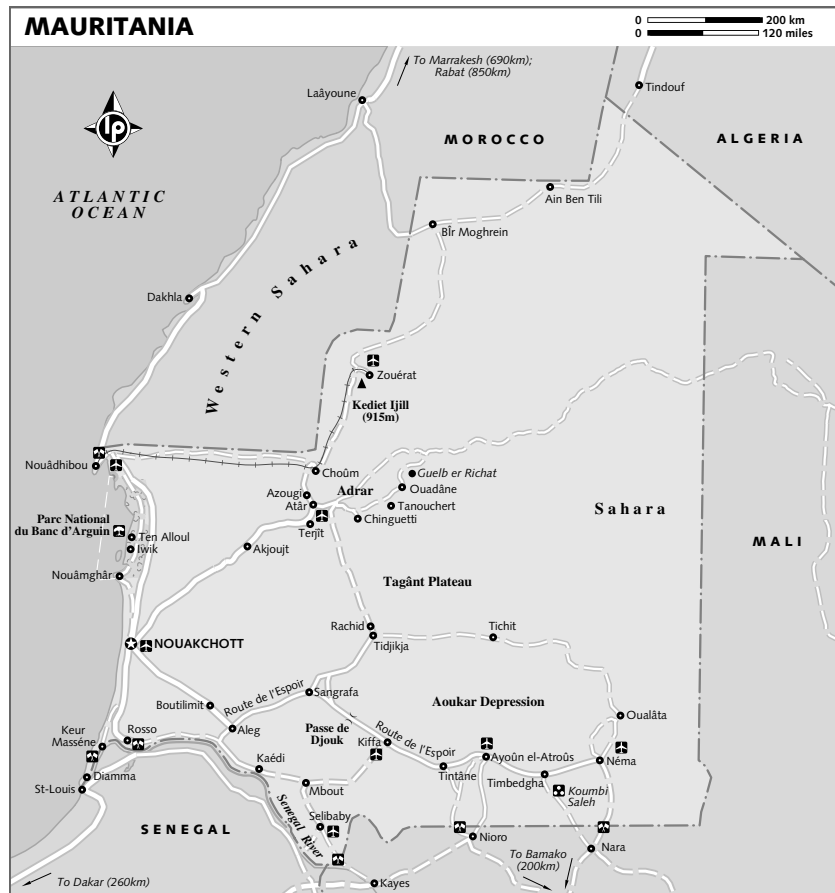 MAURITANIA
0 200 km
0 120 miles
To Marrakesh (690km);
Rabat (850km)
Laâyoune
Tindouf
lp
MOROCCO
ALGERIA
ATLANTIC
OCEAN
Ain Ben Tili
BÎr Moghrein
Western Sahara
Dakhla
Zouérat
Kediet Ijill
(915m)
Nouâdhibou
Choûm
Guelb er Richat
Azougi
Adrar
Ouadâne
Atâr
Tanouchert
Sahara
Parc National
du Banc d'Arguin
Chinguetti
Terjît
Ten Alloul
Iwik
Akjoujt
MALI
Nouâmghâr
Tagânt Plateau
Rachid
Tichit
Tidjikja
NOUAKCHOTT
Route de l'Espoir
Sangrafa
Boutilimit
Aoukar Depression
Oualâta
Aleg
Passe de
Djouk
Route de l'Espoir
Keur
Masséne
Rosso
Kiffa
Ayoûn el-Atroûs
Kaédi
Tintâne
Néma
Timbedgha
Diamma
Mbout
St-Louis
Koumbi
Saleh
Selibaby
Senegal River
SENEGAL
Nioro
Nara
To Bamako
(200km)
To Dakar (260km)
Kayes